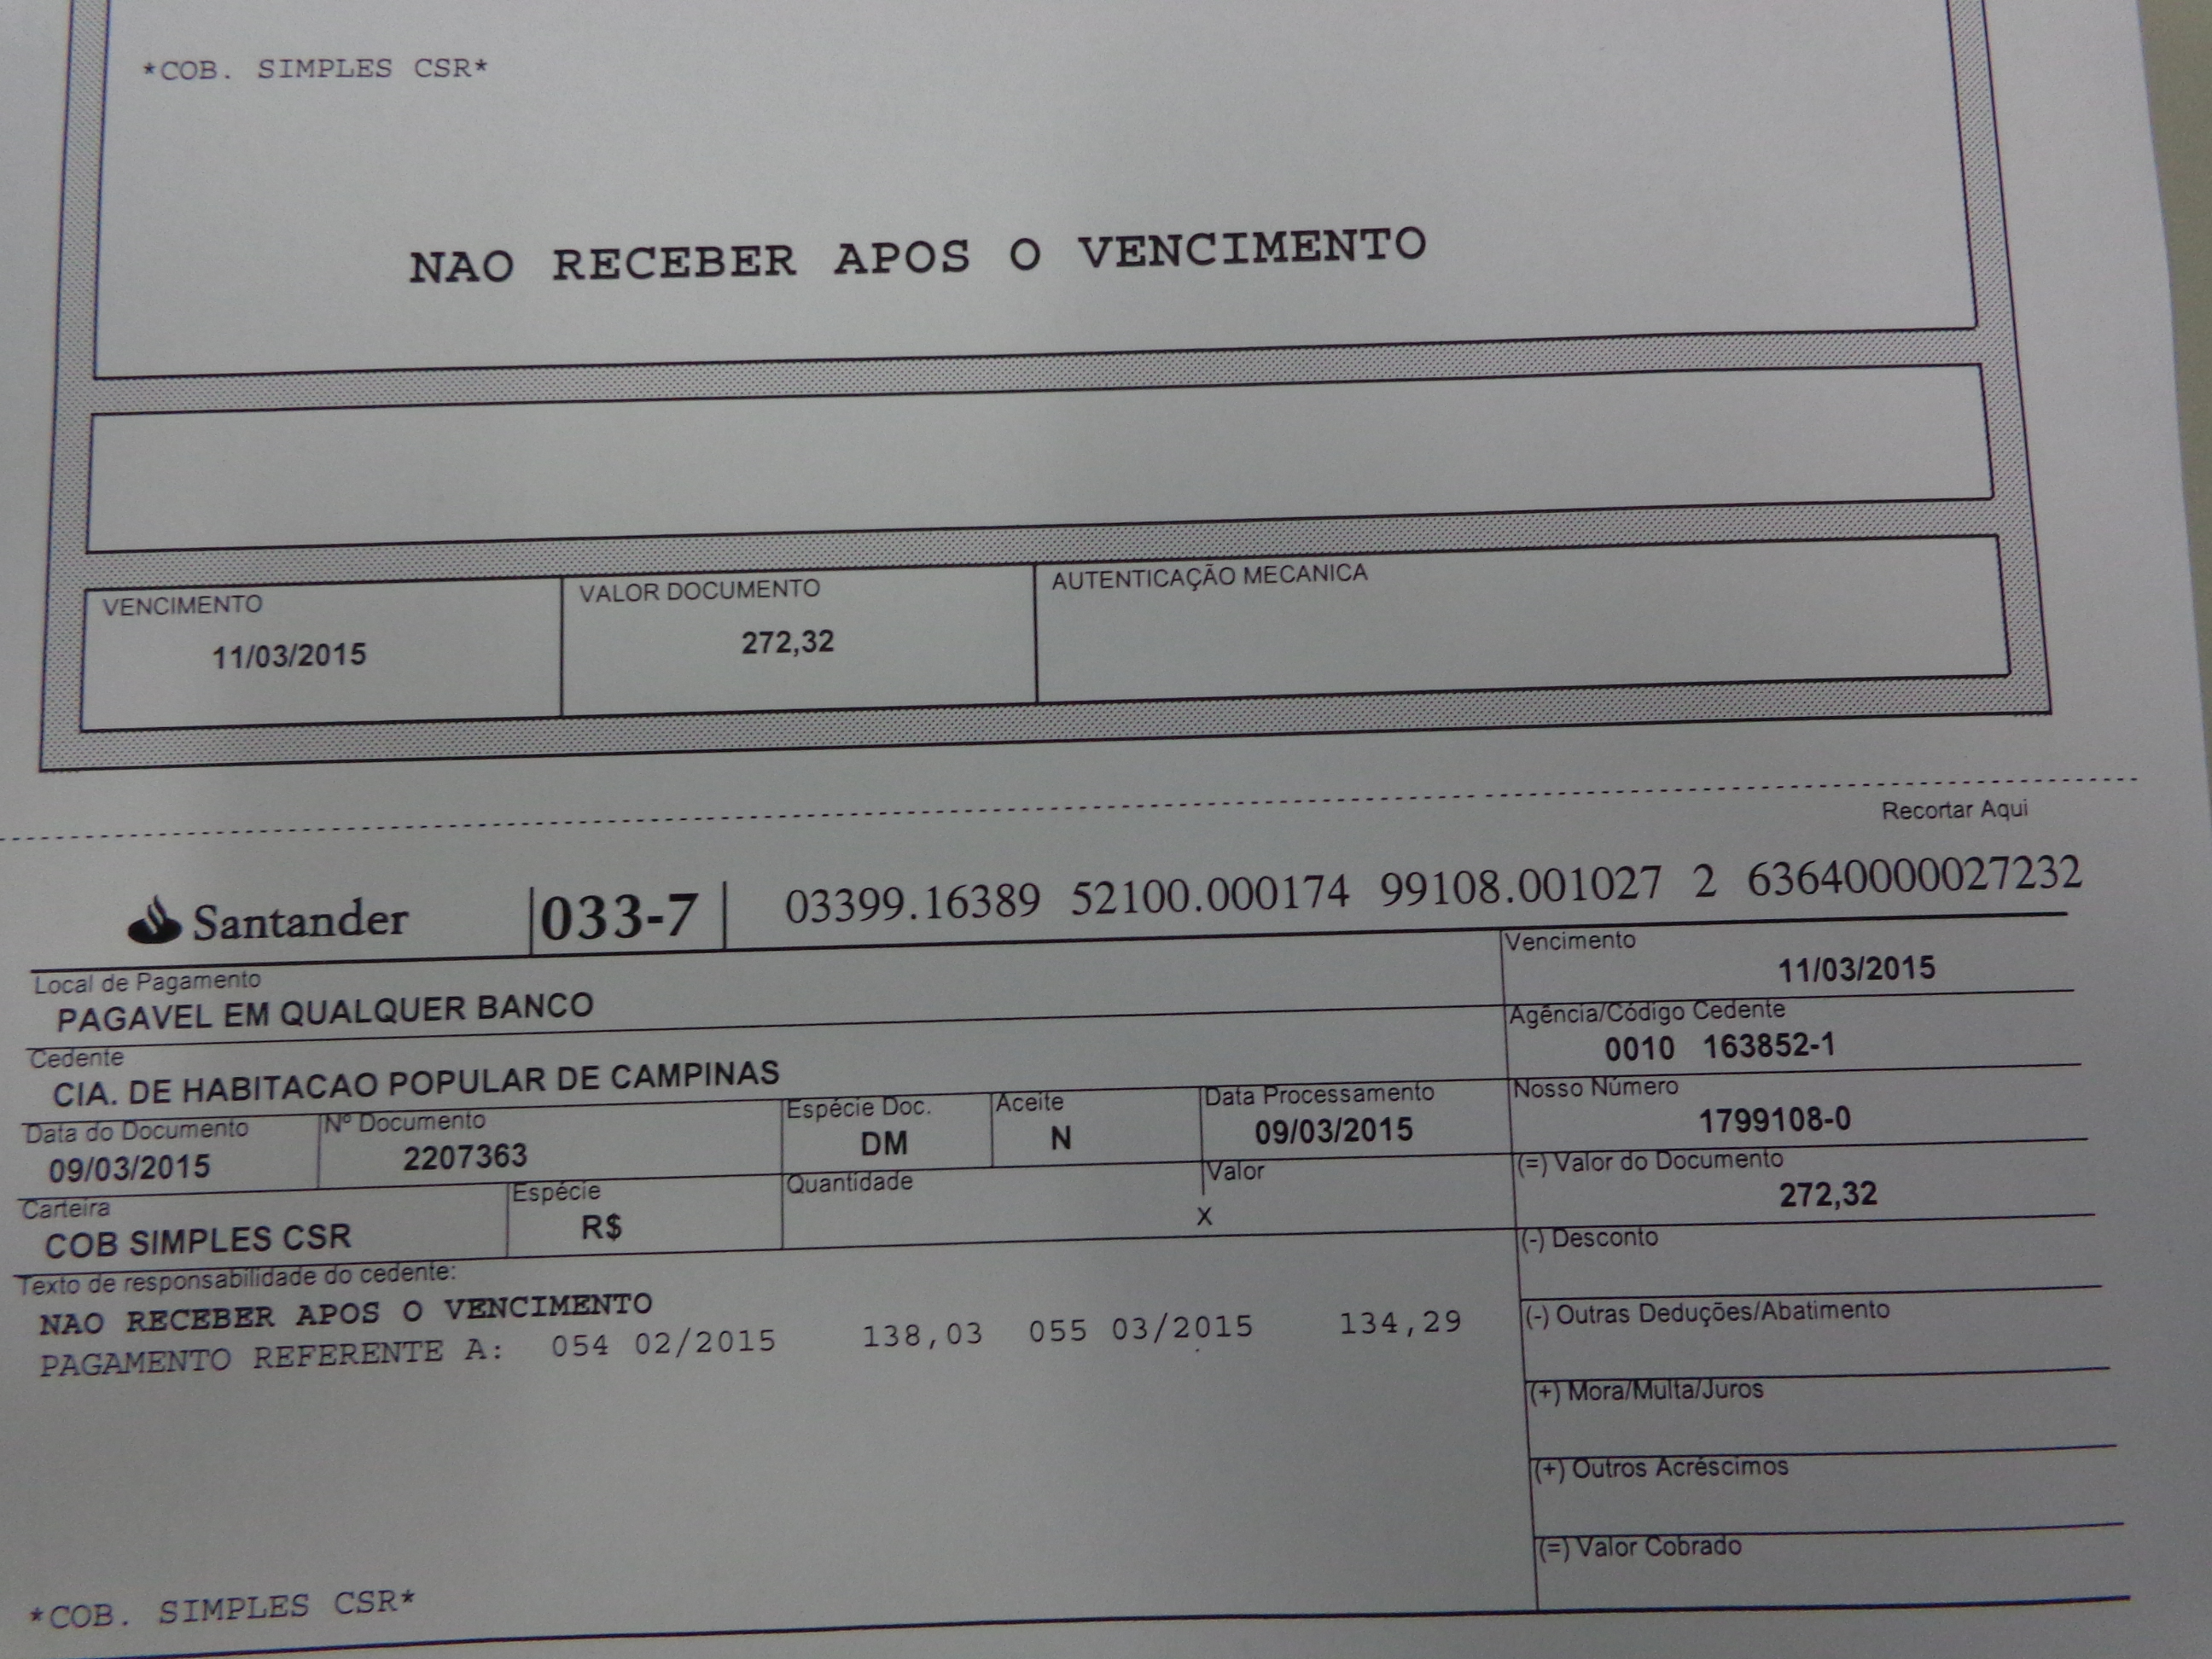 *COB. SIMPLES CSR*
NAO RECEBER APOS O VENCIMENTO
VENCIMENTO
11/03/2015
VALOR DOCUMENTO
272,32
AUTENTICAÇÃO MECANICA
Recortar Aqui
Santander 033-7 03399.16389 52100.000174 99108.001027 2 63640000027232
Local de Pagamento
PAGAVEL EM QUALQUER BANCO
Vencimento
11/03/2015
Cedente
CIA. DE HABITACAO POPULAR DE CAMPINAS
Agência/Código Cedente
0010 163852-1
Data do Documento
09/03/2015
Nº Documento
2207363
Espécie Doc.
DM
Aceite
N
Data Processamento
09/03/2015
Nosso Número
1799108-0
Carteira
COB SIMPLES CSR
Espécie
R$
Quantidade
X
Valor
(=) Valor do Documento
272,32
Texto de responsabilidade do cedente:
NAO RECEBER APOS O VENCIMENTO
PAGAMENTO REFERENTE A: 054 02/2015 138,03 055 03/2015 134,29
(-) Desconto
(-) Outras Deduções/Abatimento
(+) Mora/Multa/Juros
(+) Outros Acréscimos
(=) Valor Cobrado
*COB. SIMPLES CSR*